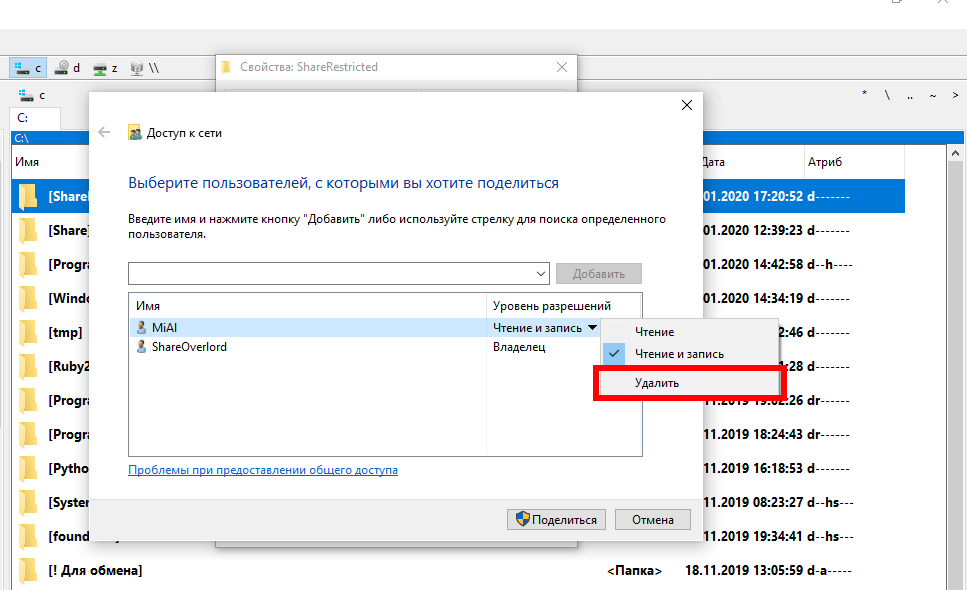 c d z \\
Свойства: ShareRestricted
c
* \ .. ~ >
C:
C:\
Доступ к сети
Имя
Дата
Атриб
Выберите пользователей, с которыми вы хотите поделиться
[Share
01.2020 17:20:52 d-------
Введите имя и нажмите кнопку "Добавить" либо используйте стрелку для поиска определенного
пользователя.
[Share]
01.2020 12:39:23 d-------
[Progra
01.2020 14:42:58 d--h----
Добавить
[Windo
01.2020 14:34:19 d-------
Имя
Уровень разрешений
MiAl
Чтение и запись
[tmp]
2:46 d-------
Чтение
ShareOverlord
Владелец
Чтение и запись
[Ruby2
:28 d-------
Удалить
[Progra
11.2019 19:02:26 dr------
[Progra
11.2019 18:24:43 dr------
[Pytho
11.2019 16:18:53 d-------
Проблемы при предоставлении общего доступа
[System
11.2019 08:23:27 d--hs---
Поделиться
Отмена
[found
11.2019 19:34:41 d--hs---
[! Для обмена]
<Папка>
18.11.2019 13:05:59 d-a-----